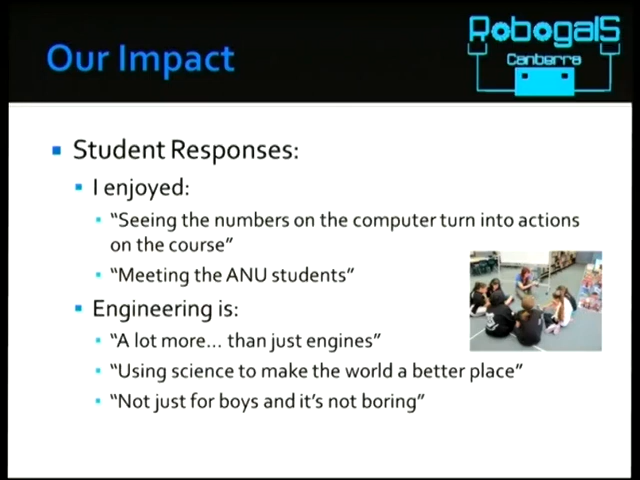 Our Impact
Robogals
Canberra
Student Responses:
I enjoyed:
“Seeing the numbers on the computer turn into actions
on the course”
“Meeting the ANU students”
Engineering is:
“A lot more... than just engines”
“Using science to make the world a better place”
“Not just for boys and it’s not boring”